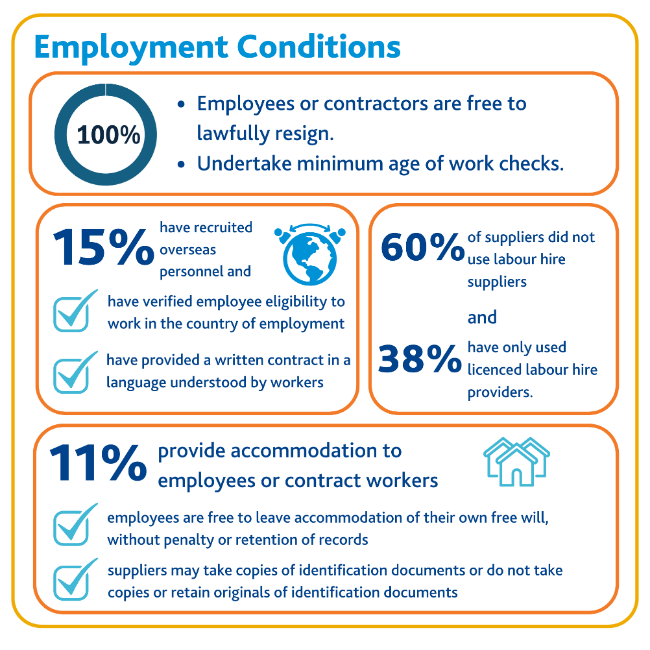 Employment Conditions
100%
• Employees or contractors are free to
lawfully resign.
• Undertake minimum age of work checks.
15%
have recruited
overseas
personnel and
have verified employee eligibility to
work in the country of employment
have provided a written contract in a
language understood by workers
60%
of suppliers did not
use labour hire
suppliers
and
38%
have only used
licenced labour hire
providers.
11%
provide accommodation to
employees or contract workers
employees are free to leave accommodation of their own free will,
without penalty or retention of records
suppliers may take copies of identification documents or do not take
copies or retain originals of identification documents